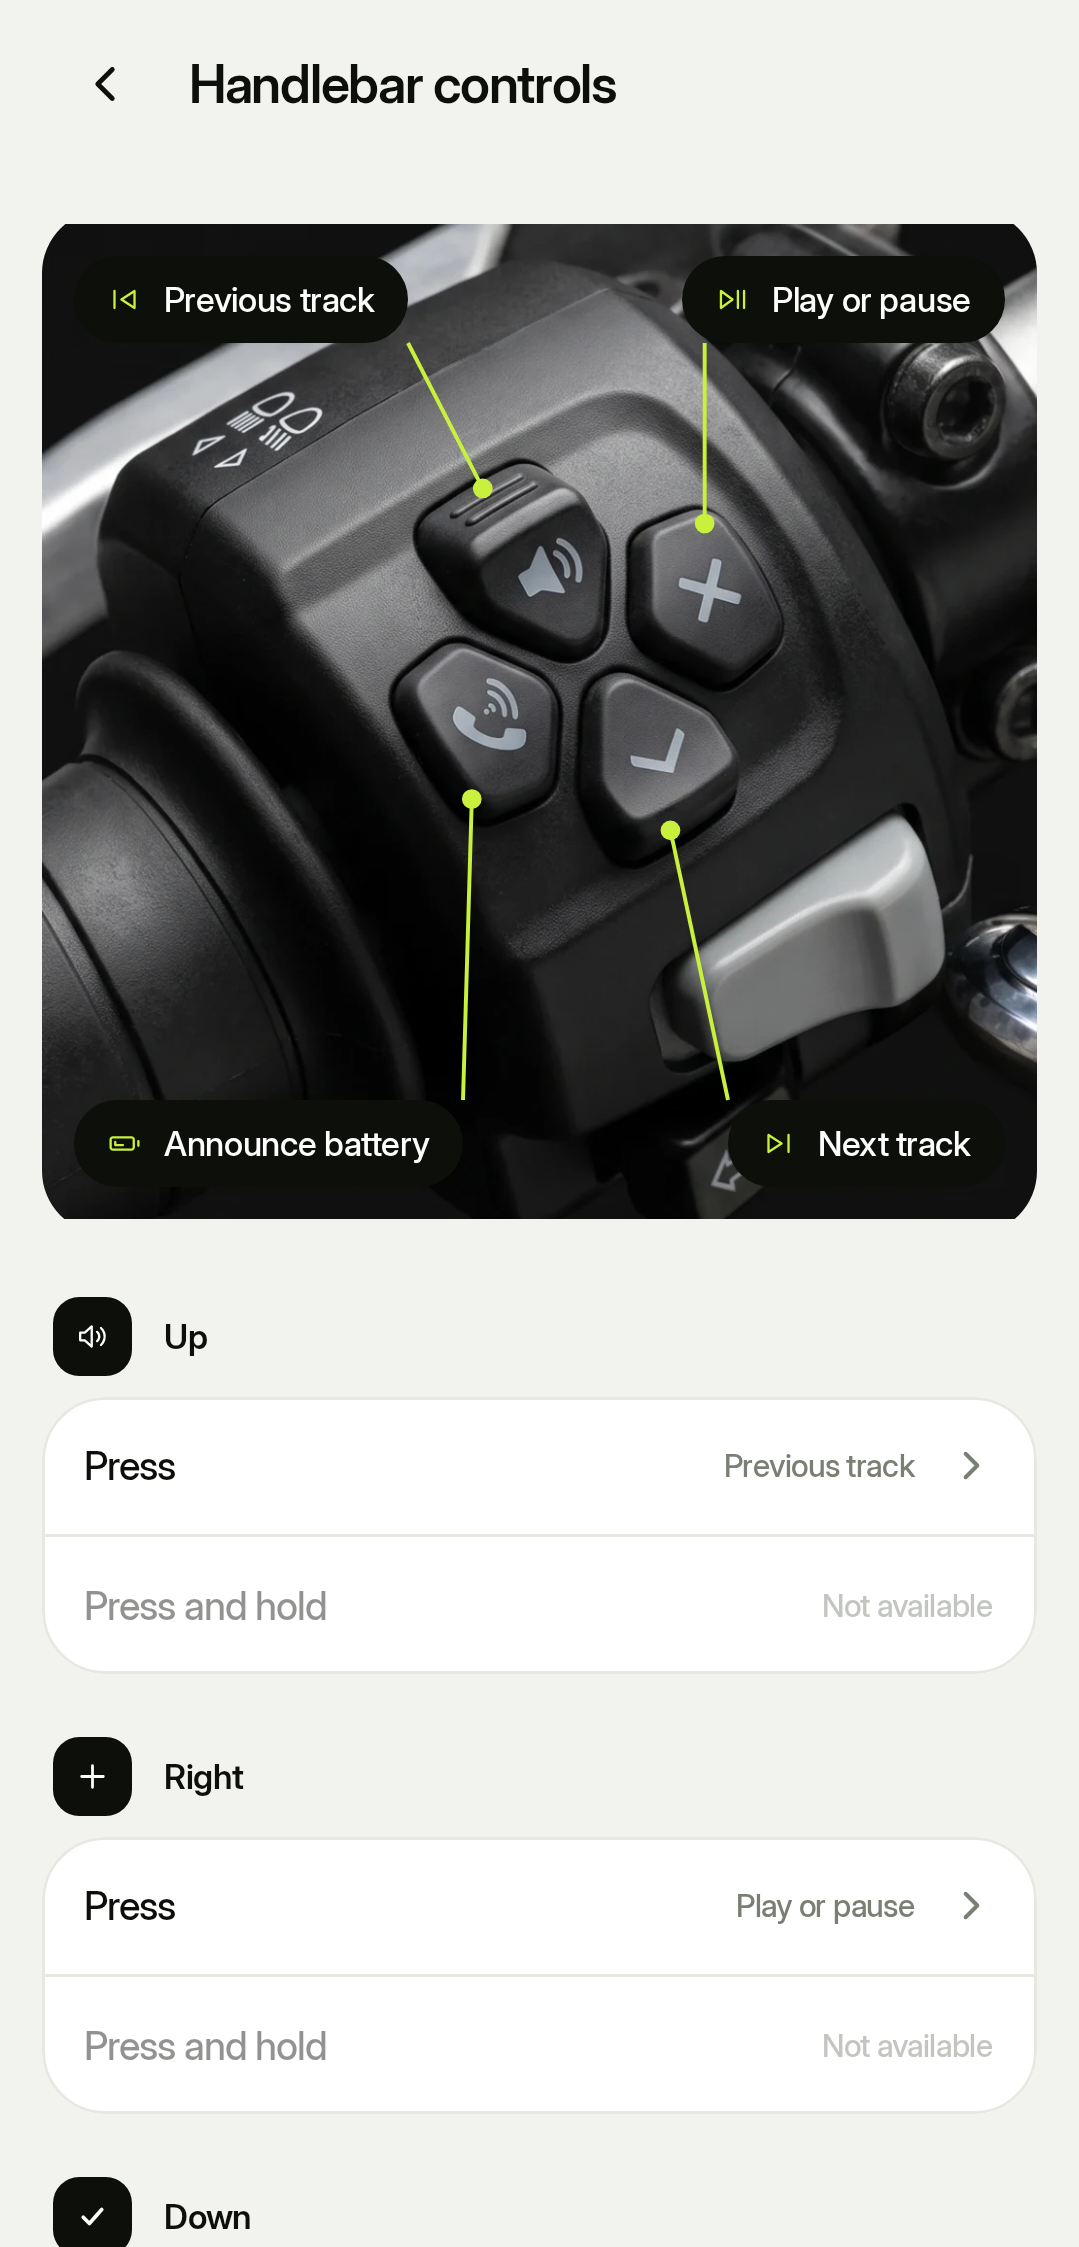 Handlebar controls
Previous track
Play or pause
Announce battery
Next track
Up
Press
Previous track
Press and hold
Not available
Right
Press
Play or pause
Press and hold
Not available
Down